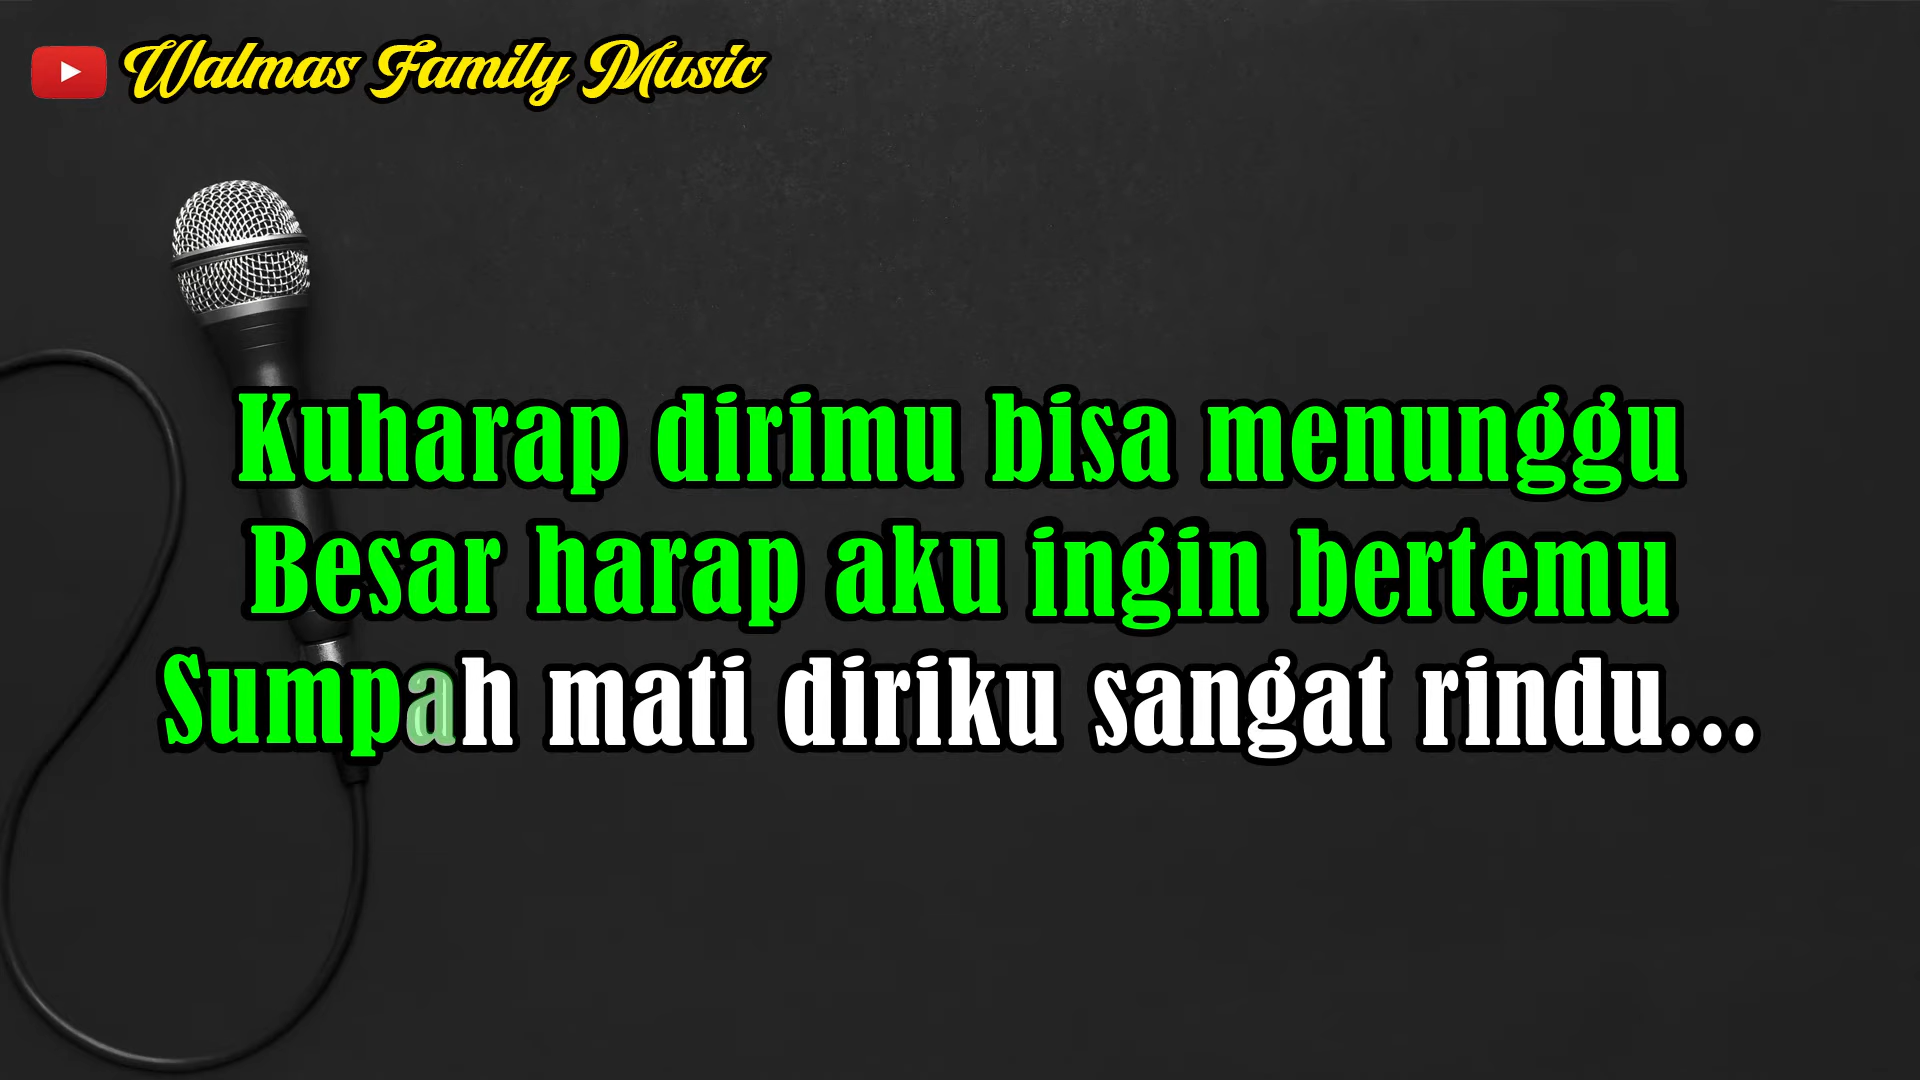 Walmas Family Music
Kuharap dirimu bisa menunggu
Besar harap aku ingin bertemu
Sumpah mati diriku sangat rindu...